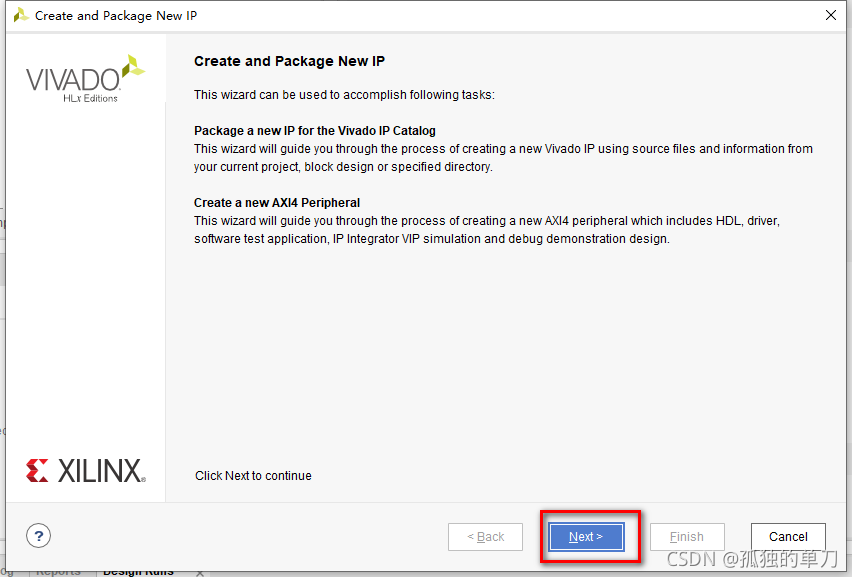 Create and Package New IP
VIVADO
HLx Editions
Create and Package New IP
This wizard can be used to accomplish following tasks:
Package a new IP for the Vivado IP Catalog
This wizard will guide you through the process of creating a new Vivado IP using source files and information from
your current project, block design or specified directory.
Create a new AXI4 Peripheral
This wizard will guide you through the process of creating a new AXI4 peripheral which includes HDL, driver,
software test application, IP Integrator VIP simulation and debug demonstration design.
XILINX
Click Next to continue
?
< Back
Next >
Finish
Cancel
CSDN @孤独的单刀
Reports
Design Runs